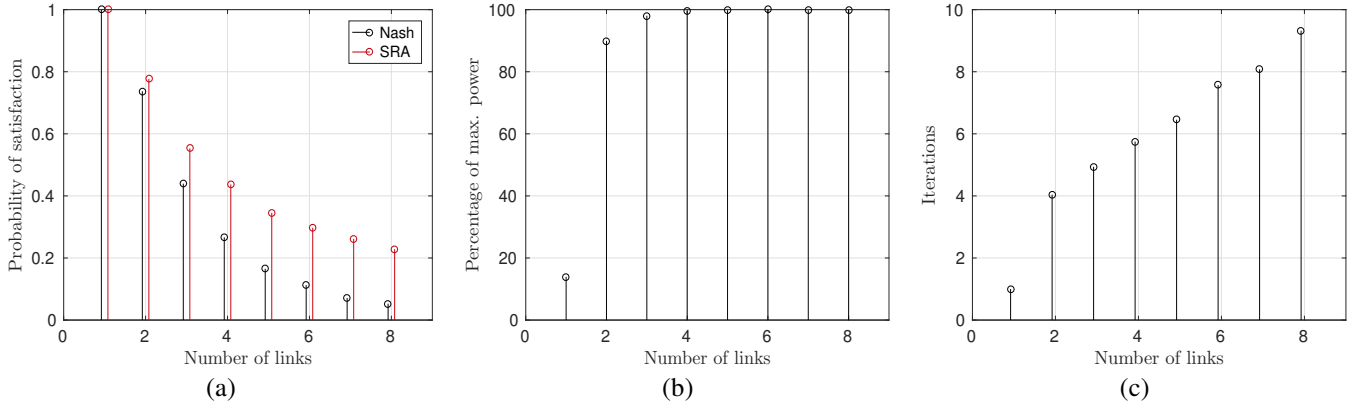 1
0.8
0.6
0.4
0.2
0
0 2 4 6 8
Probability of satisfaction
Number of links
Nash
SRA
(a)
100
80
60
40
20
0
0 2 4 6 8
Percentage of max. power
Number of links
(b)
10
8
6
4
2
0
0 2 4 6 8
Iterations
Number of links
(c)